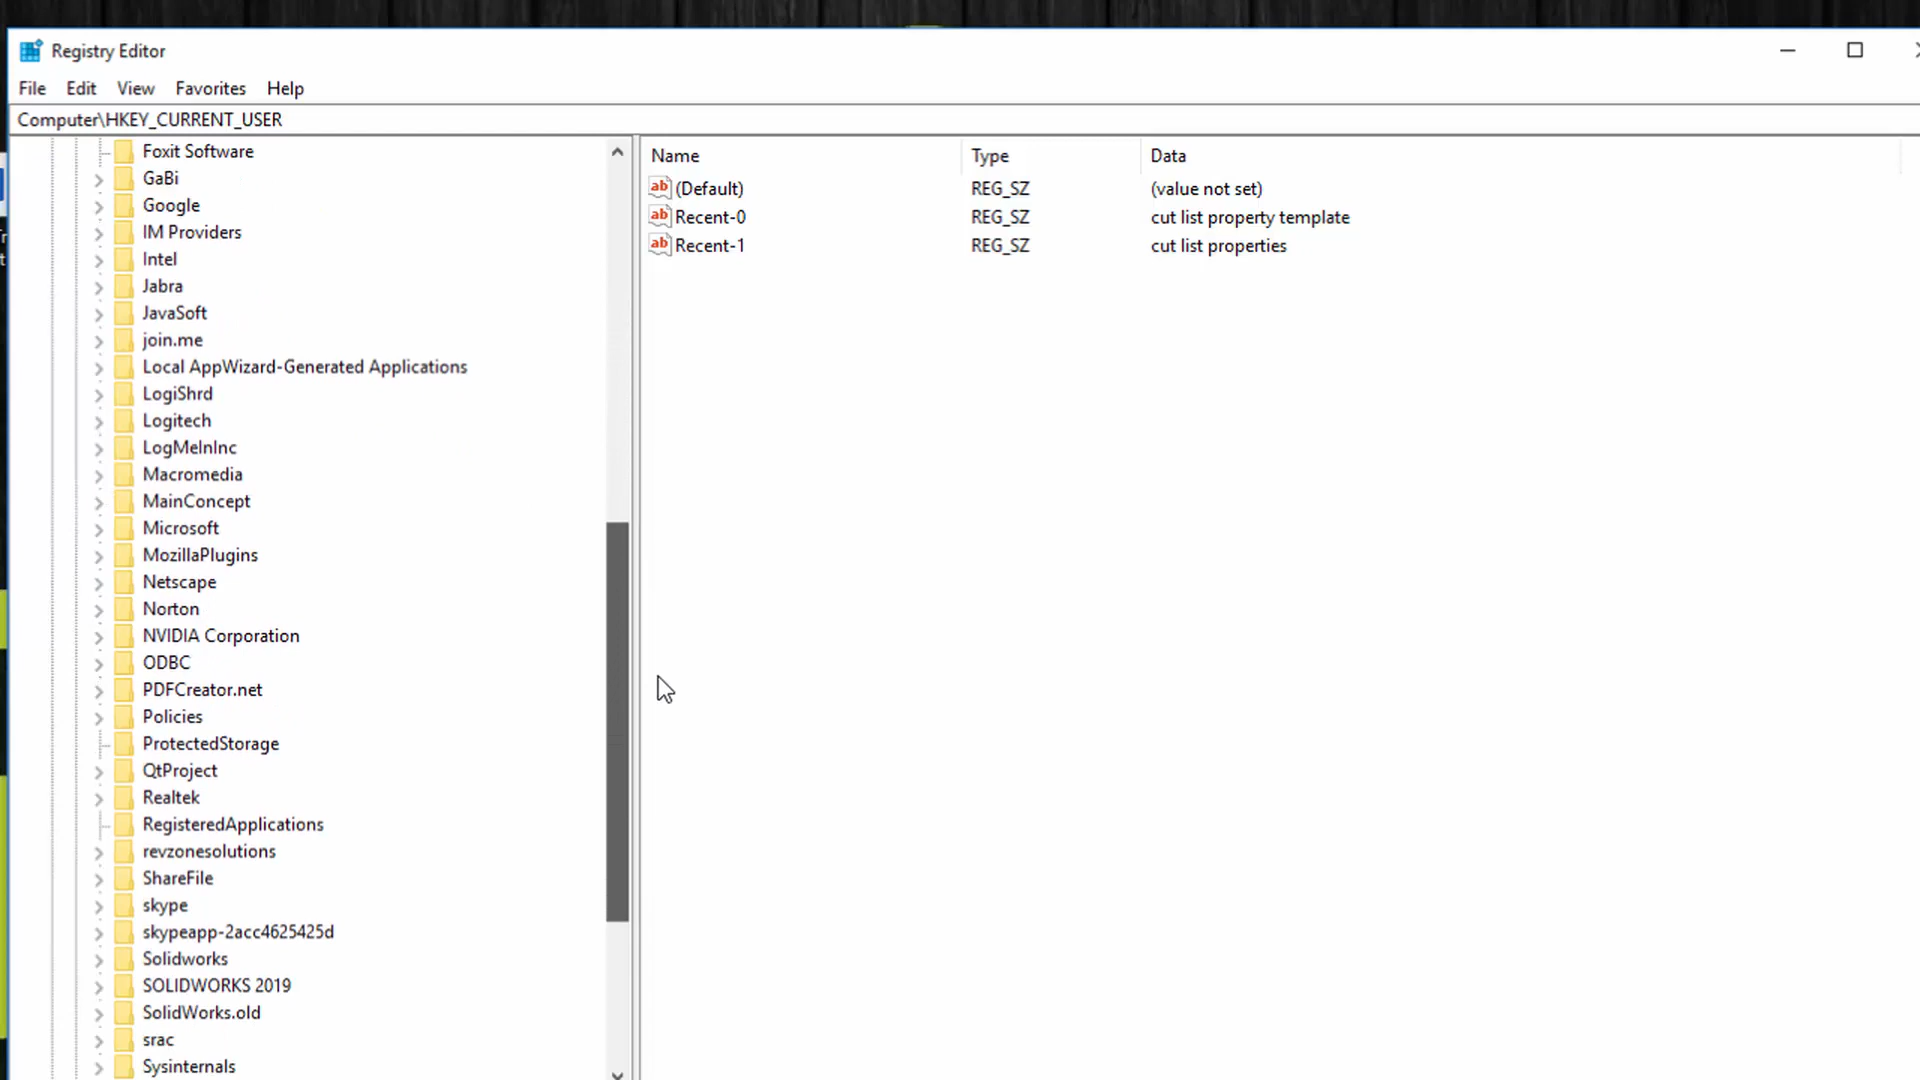 Registry Editor
File Edit View Favorites Help
Computer\HKEY_CURRENT_USER
Foxit Software
GaBi
Google
IM Providers
Intel
Jabra
JavaSoft
join.me
Local AppWizard-Generated Applications
LogiShrd
Logitech
LogMeInInc
Macromedia
MainConcept
Microsoft
MozillaPlugins
Netscape
Norton
NVIDIA Corporation
ODBC
PDFCreator.net
Policies
ProtectedStorage
QtProject
Realtek
RegisteredApplications
revzonesolutions
ShareFile
skype
skypeapp-2acc4625425d
Solidworks
SOLIDWORKS 2019
SolidWorks.old
srac
Sysinternals
Name Type Data
ab (Default) REG_SZ (value not set)
ab Recent-0 REG_SZ cut list property template
ab Recent-1 REG_SZ cut list properties